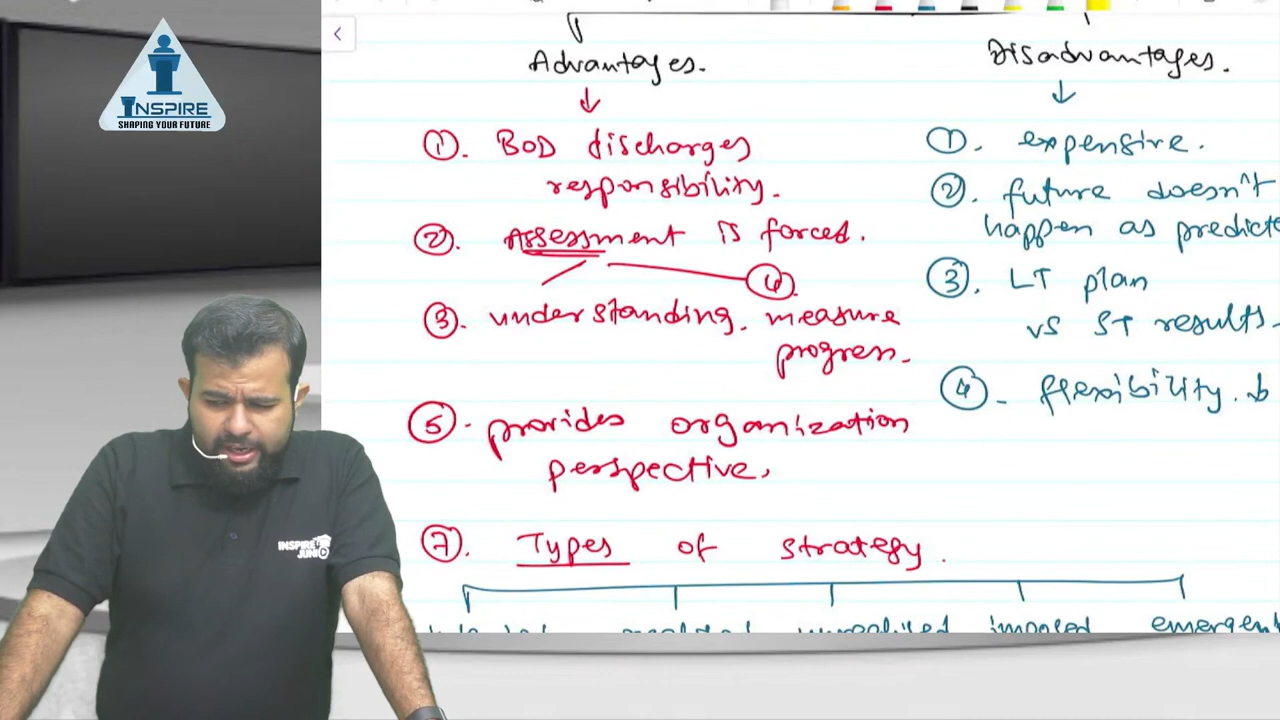 INSPIRE
SHAPING YOUR FUTURE
Advantages.
① . BOD discharges
responsibility.
② . Assessment is forced.
④ .
③ . understanding.
measure
progress.
⑤ . provides organization
perspective.
Disadvantages.
① . expensive.
② . future doesn't
happen as predicte
③ . LT plan
vs ST results.
④ . flexibility.
⑦ . Types of strategy.
unrealised imposed emergent
INSPIRE
JUNI